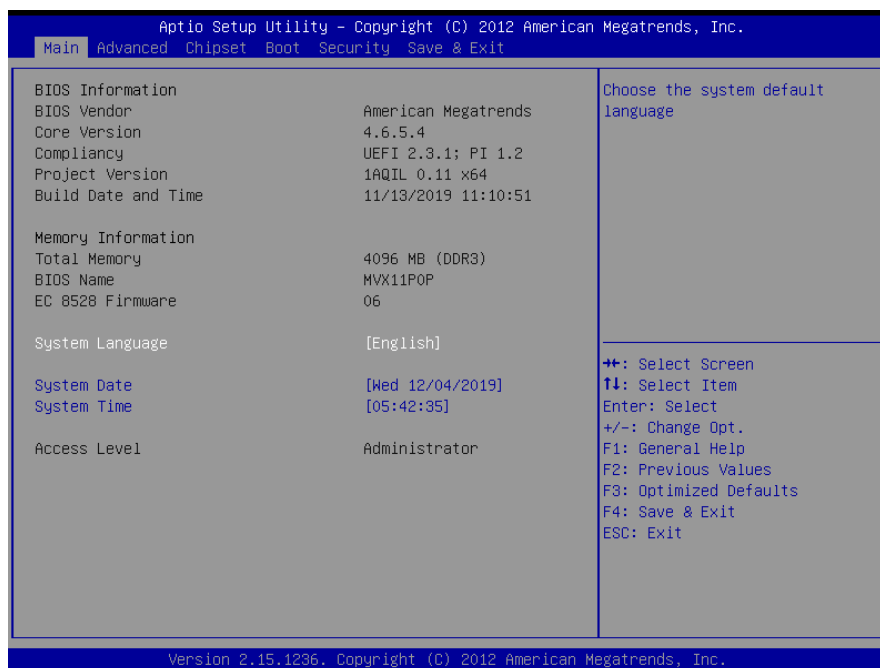 Aptio Setup Utility – Copyright (C) 2012 American Megatrends, Inc.
Main Advanced Chipset Boot Security Save & Exit
BIOS Information
BIOS Vendor American Megatrends
Core Version 4.6.5.4
Compliancy UEFI 2.3.1; PI 1.2
Project Version 1AQIL 0.11 x64
Build Date and Time 11/13/2019 11:10:51
Memory Information
Total Memory 4096 MB (DDR3)
BIOS Name MVX11P0P
EC 8528 Firmware 06
System Language [English]
System Date [Wed 12/04/2019]
System Time [05:42:35]
Access Level Administrator
Choose the system default
language
→←: Select Screen
↑↓: Select Item
Enter: Select
+/-: Change Opt.
F1: General Help
F2: Previous Values
F3: Optimized Defaults
F4: Save & Exit
ESC: Exit
Version 2.15.1236. Copyright (C) 2012 American Megatrends, Inc.